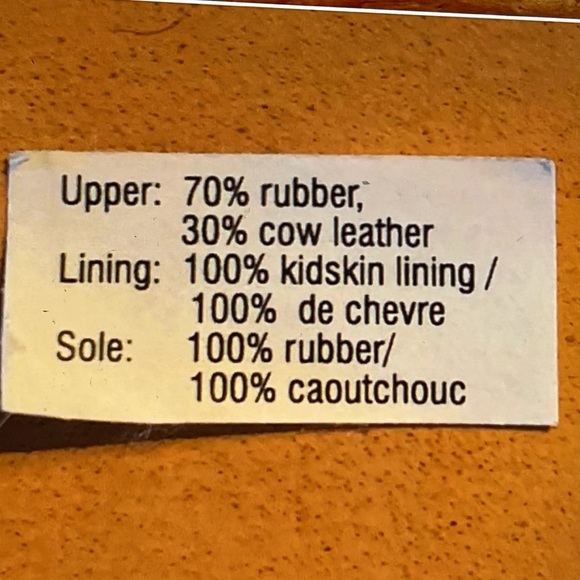 Upper: 70% rubber,
30% cow leather
Lining: 100% kidskin lining /
100% de chevre
Sole: 100% rubber/
100% caoutchouc